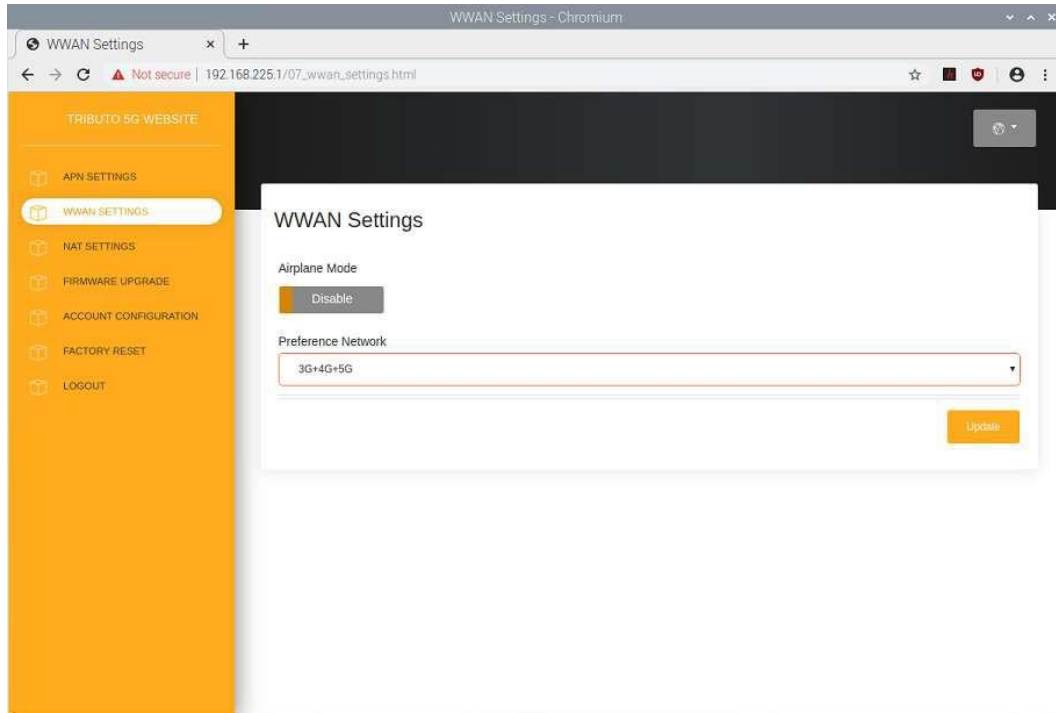 WWAN Settings - Chromium
WWAN Settings
Not secure | 192.168.225.1/07_wwan_settings.html
TRIBUTO 5G WEBSITE
APN SETTINGS
WWAN SETTINGS
NAT SETTINGS
FIRMWARE UPGRADE
ACCOUNT CONFIGURATION
FACTORY RESET
LOGOUT
WWAN Settings
Airplane Mode
Disable
Preference Network
3G+4G+5G
Update